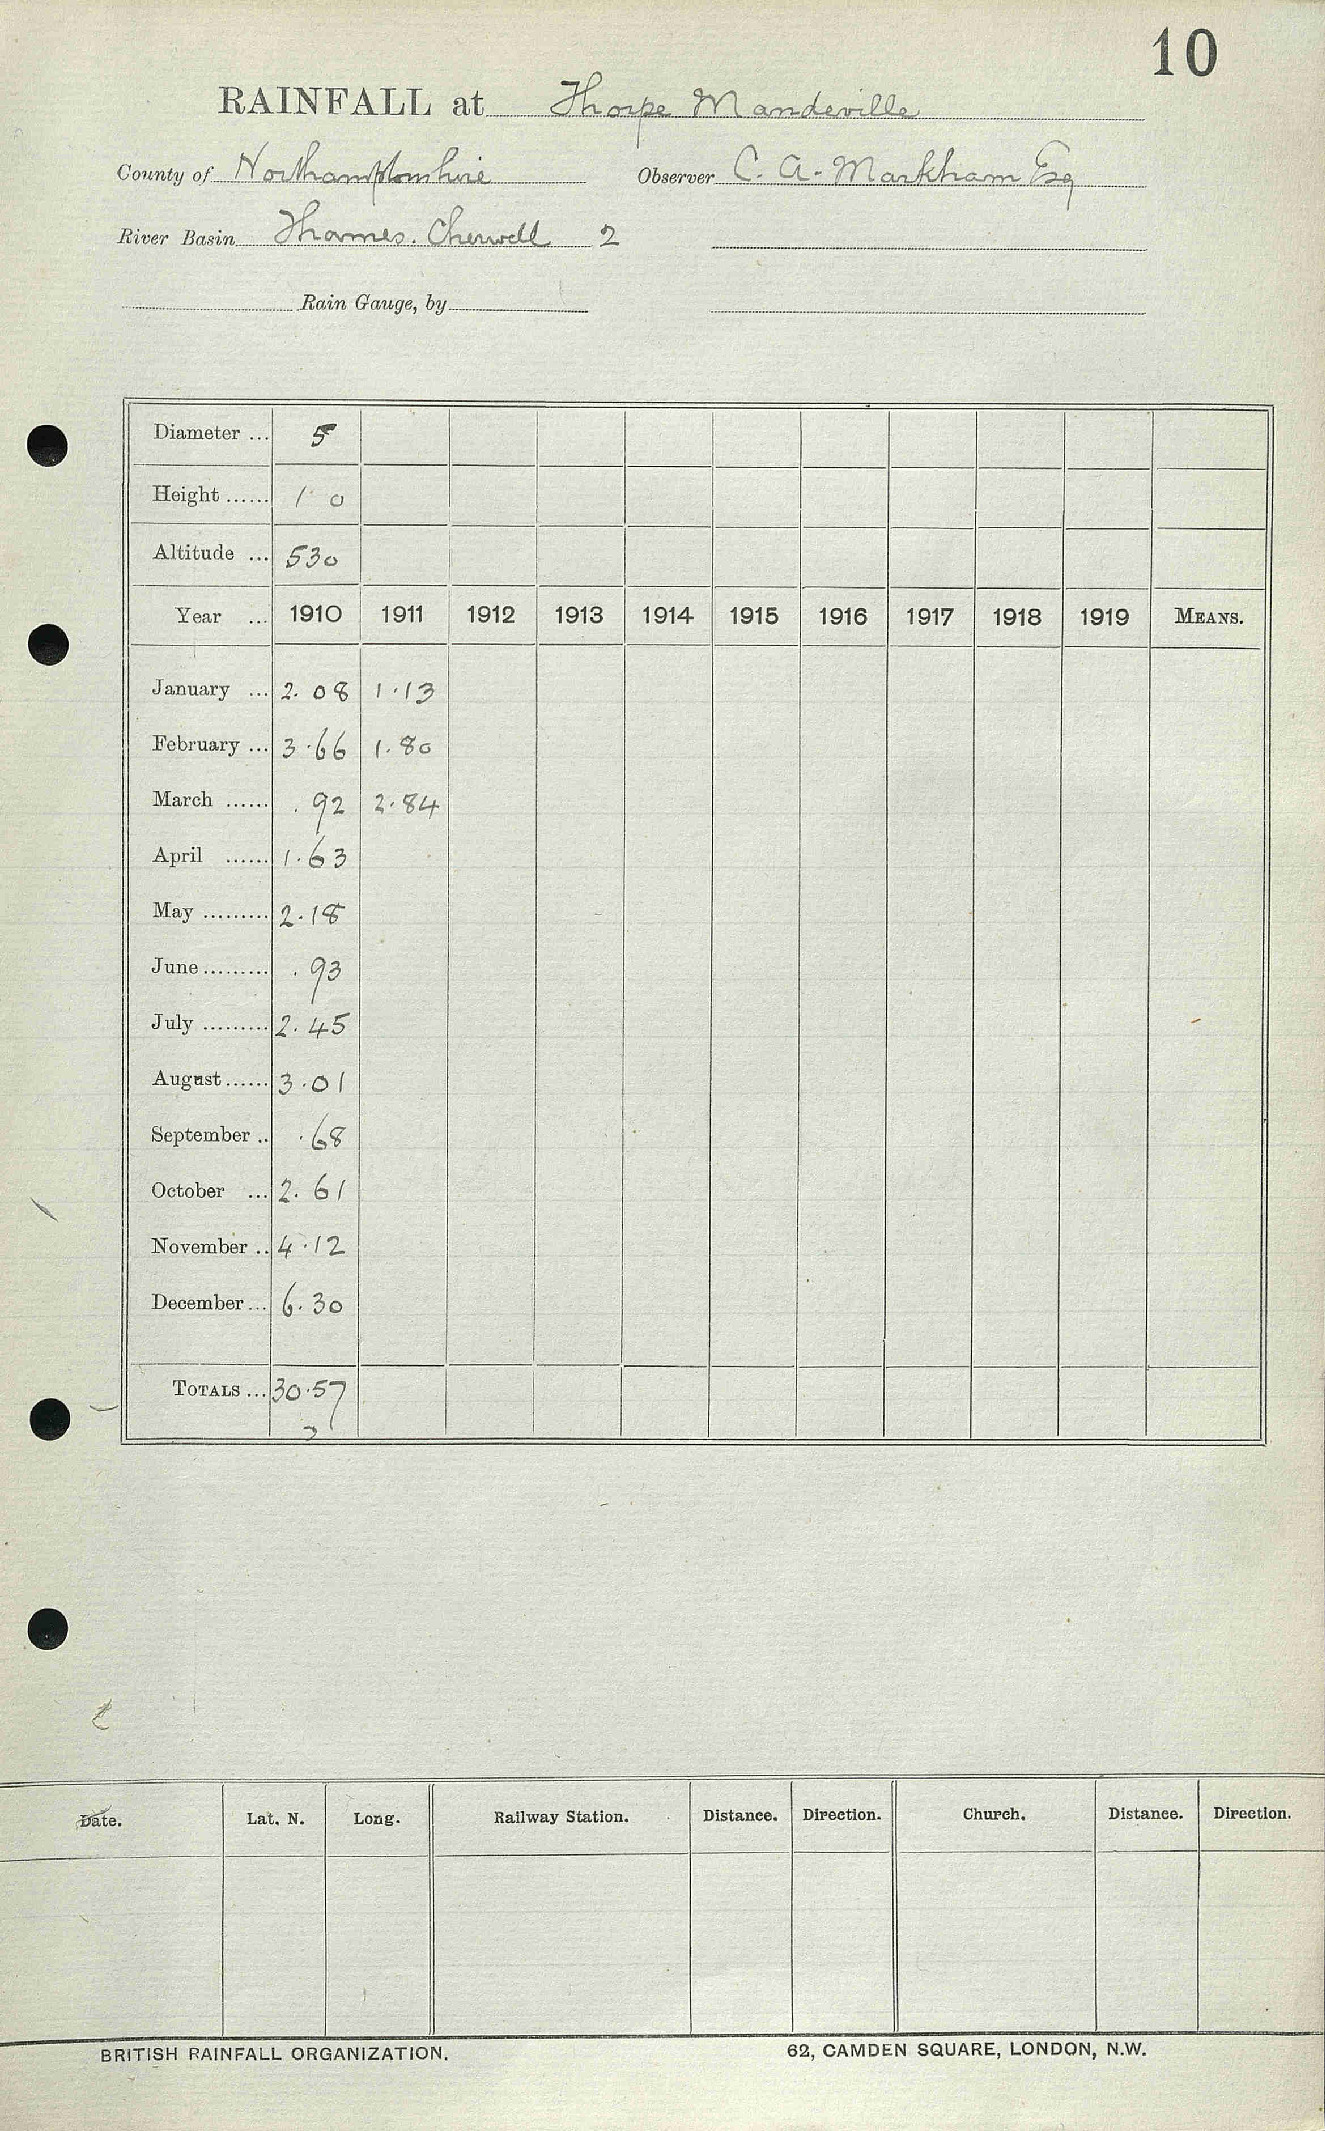 10
RAINFALL at Thorpe Mandeville
County of Northamptonshire Observer C. A. Markham Esq
River Basin Thames. Cherwell 2
Rain Gauge, by
Diameter ... 5
Height ...... 1 0
Altitude ... 530
Year ... 1910 1911 1912 1913 1914 1915 1916 1917 1918 1919 MEANS.
January ... 2.08 1.13
February ... 3.66 1.80
March ...... .92 2.84
April ...... 1.63
May ......... 2.18
June ......... .93
July ......... 2.45
August ...... 3.01
September .. .68
October ... 2.61
November .. 4.12
December ... 6.30
TOTALS ... 30.57
Date. Lat. N. Long. Railway Station. Distance. Direction. Church. Distance. Direction.
BRITISH RAINFALL ORGANIZATION. 62, CAMDEN SQUARE, LONDON, N.W.